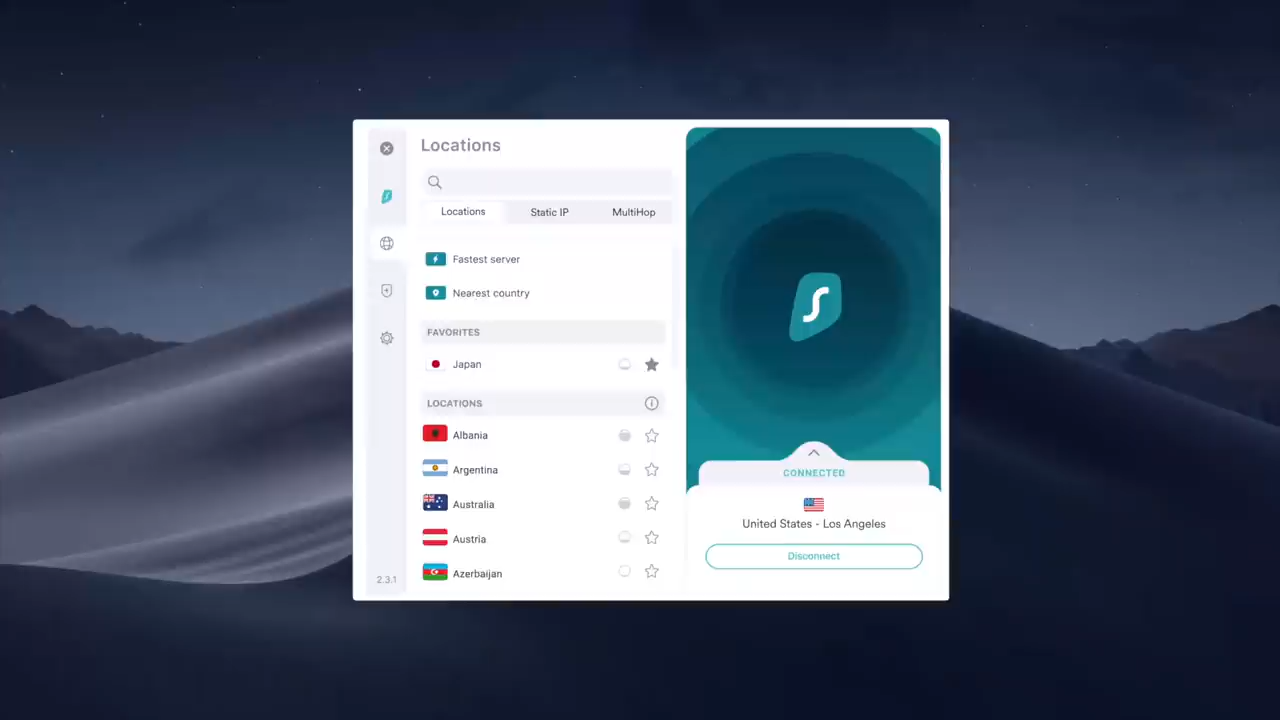 Locations
Locations Static IP MultiHop
Fastest server
Nearest country
FAVORITES
Japan
LOCATIONS
Albania
Argentina
Australia
Austria
Azerbaijan
2.3.1
CONNECTED
United States - Los Angeles
Disconnect